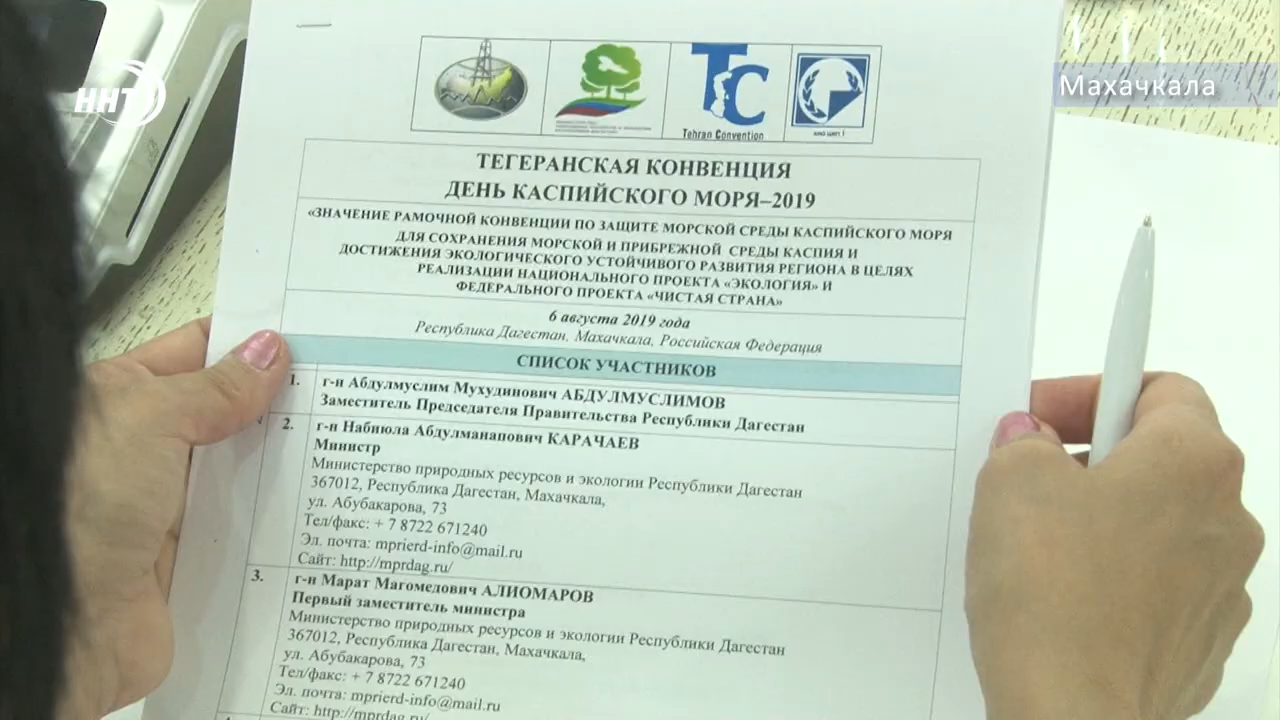 ННТ
Махачкала
TC
Tehran Convention
ТЕГЕРАНСКАЯ КОНВЕНЦИЯ
ДЕНЬ КАСПИЙСКОГО МОРЯ–2019
«ЗНАЧЕНИЕ РАМОЧНОЙ КОНВЕНЦИИ ПО ЗАЩИТЕ МОРСКОЙ СРЕДЫ КАСПИЙСКОГО МОРЯ
ДЛЯ СОХРАНЕНИЯ МОРСКОЙ И ПРИБРЕЖНОЙ СРЕДЫ КАСПИЯ И
ДОСТИЖЕНИЯ ЭКОЛОГИЧЕСКОГО УСТОЙЧИВОГО РАЗВИТИЯ РЕГИОНА В ЦЕЛЯХ
РЕАЛИЗАЦИИ НАЦИОНАЛЬНОГО ПРОЕКТА «ЭКОЛОГИЯ» И
ФЕДЕРАЛЬНОГО ПРОЕКТА «ЧИСТАЯ СТРАНА»
6 августа 2019 года
Республика Дагестан, Махачкала, Российская Федерация
СПИСОК УЧАСТНИКОВ
1. г-н Абдулмуслим Мухудинович АБДУЛМУСЛИМОВ
Заместитель Председателя Правительства Республики Дагестан
2. г-н Набиюла Абдулманапович КАРАЧАЕВ
Министр
Министерство природных ресурсов и экологии Республики Дагестан
367012, Республика Дагестан, Махачкала,
ул. Абубакарова, 73
Тел/факс: + 7 8722 671240
Эл. почта: mprierd-info@mail.ru
Сайт: http://mprdag.ru/
3. г-н Марат Магомедович АЛИОМАРОВ
Первый заместитель министра
Министерство природных ресурсов и экологии Республики Дагестан
367012, Республика Дагестан, Махачкала,
ул. Абубакарова, 73
Тел/факс: + 7 8722 671240
Эл. почта: mprierd-info@mail.ru
Сайт: http://mprdag.ru/